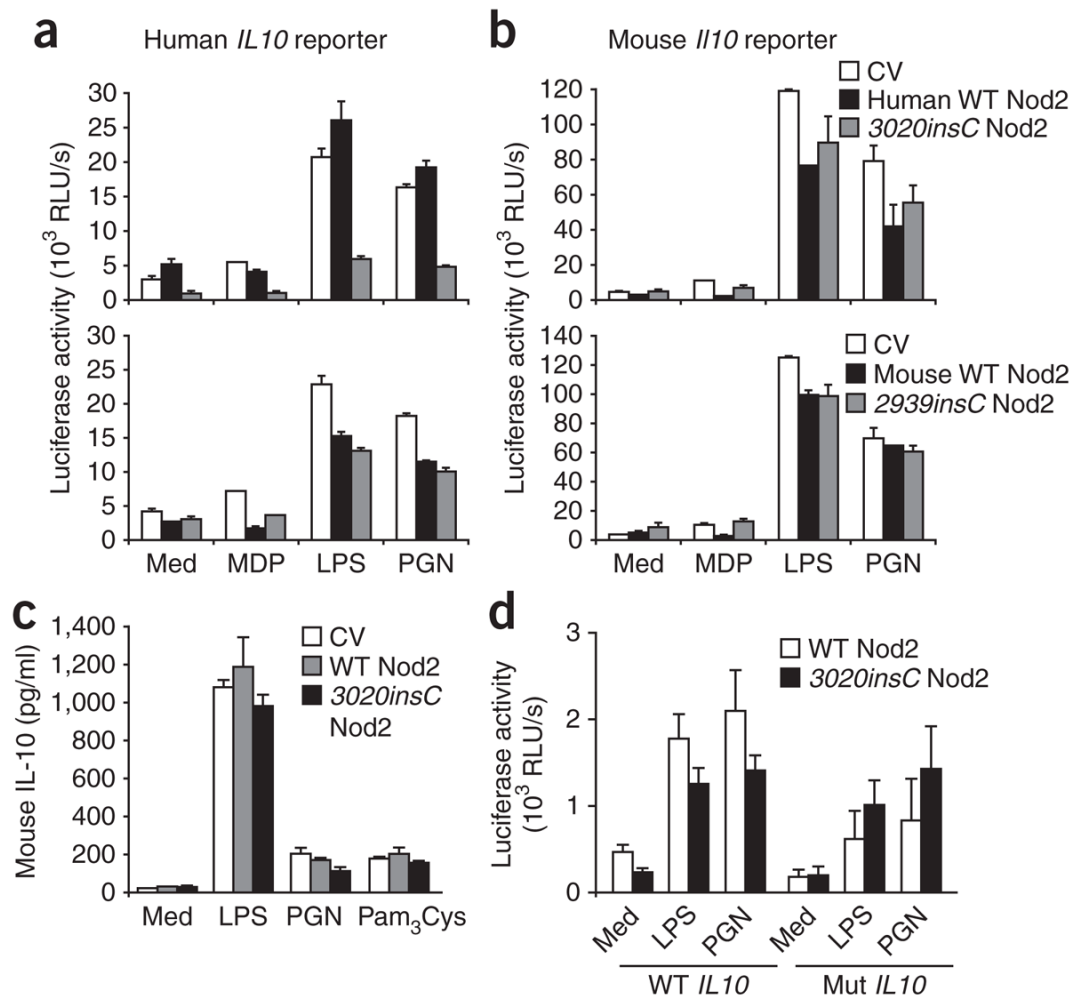 a
Human IL10 reporter
Luciferase activity (10³ RLU/s)
30
25
20
15
10
5
0
Luciferase activity (10³ RLU/s)
30
25
20
15
10
5
0
Med MDP LPS PGN
b
Mouse Il10 reporter
CV
Human WT Nod2
3020insC Nod2
120
100
80
60
40
20
0
CV
Mouse WT Nod2
2939insC Nod2
140
120
100
80
60
40
20
0
Med MDP LPS PGN
c
Mouse IL-10 (pg/ml)
1,400
1,200
1,000
800
600
400
200
0
CV
WT Nod2
3020insC
Nod2
Med LPS PGN Pam₃Cys
d
Luciferase activity
(10³ RLU/s)
3
2
1
0
WT Nod2
3020insC Nod2
Med LPS PGN Med LPS PGN
WT IL10 Mut IL10